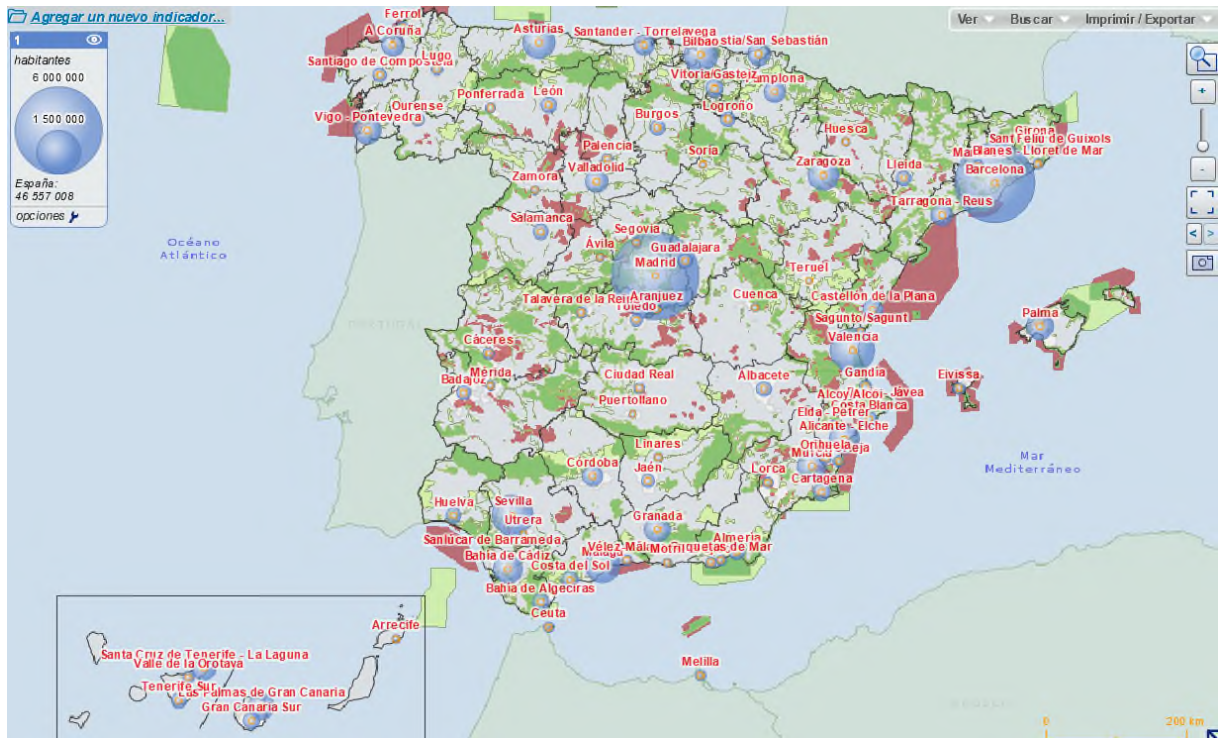 Agregar un nuevo indicador...
Ver
Buscar
Imprimir / Exportar
1
habitantes
6 000 000
1 500 000
España:
46 557 008
opciones
Ferrol
A Coruña
Lugo
Santiago de Compostela
Asturias
Santander - Torrelavega
Bilbao
ostia/San Sebastián
Vitoria/Gasteiz
Pamplona
Ponferrada
León
Ourense
Vigo - Pontevedra
Burgos
Logroño
Huesca
Girona
Sant Feliu de Guíxols
Blanes - Lloret de Mar
Barcelona
Palencia
Soria
Valladolid
Zaragoza
Lleida
Zamora
Tarragona - Reus
Salamanca
Segovia
Ávila
Guadalajara
Madrid
Teruel
Océano
Atlántico
Talavera de la Rei
Aranjuez
Toledo
Cuenca
Castellón de la Plana
Sagunto/Sagunt
Palma
Valencia
Cáceres
Mérida
Badajoz
Ciudad Real
Albacete
Gandia
Eivissa
Puertollano
Alcoy/Alcoi
Jávea
Costa Blanca
Elda - Petrer
Alicante - Elche
Orihuela
Murcia
Linares
Mar
Mediterráneo
Córdoba
Jaén
Lorca
Cartagena
Huelva
Sevilla
Utrera
Granada
Sanlúcar de Barrameda
Almería
Vélez-Mála
Motril
quetas de Mar
Málaga
Bahía de Cádiz
Costa del Sol
Bahía de Algeciras
Ceuta
Melilla
Arrecife
Santa Cruz de Tenerife - La Laguna
Valle de la Orotava
Tenerife Sur
Las Palmas de Gran Canaria
Gran Canaria Sur
0
200 km